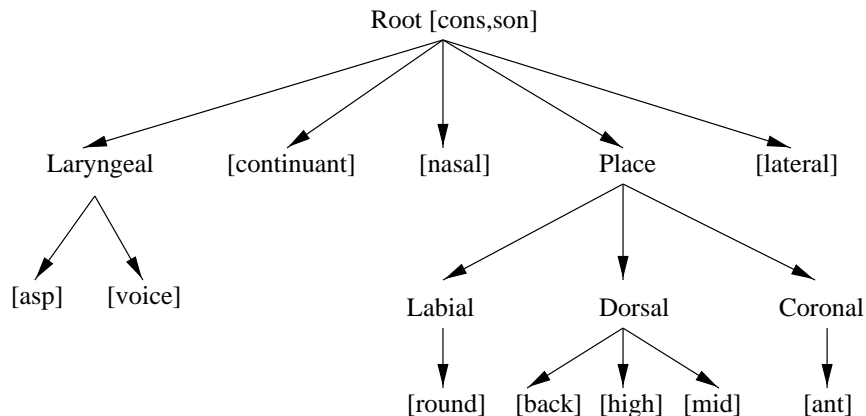 Root [cons,son]
Laryngeal [continuant] [nasal] Place [lateral]
[asp] [voice]
Labial Dorsal Coronal
[round] [back] [high] [mid] [ant]